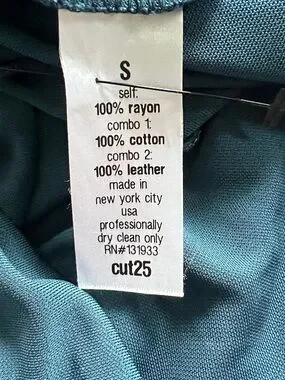 S
self:
100% rayon
combo 1:
100% cotton
combo 2:
100% leather
made in
new york city
usa
professionally
dry clean only
RN#131933
cut25